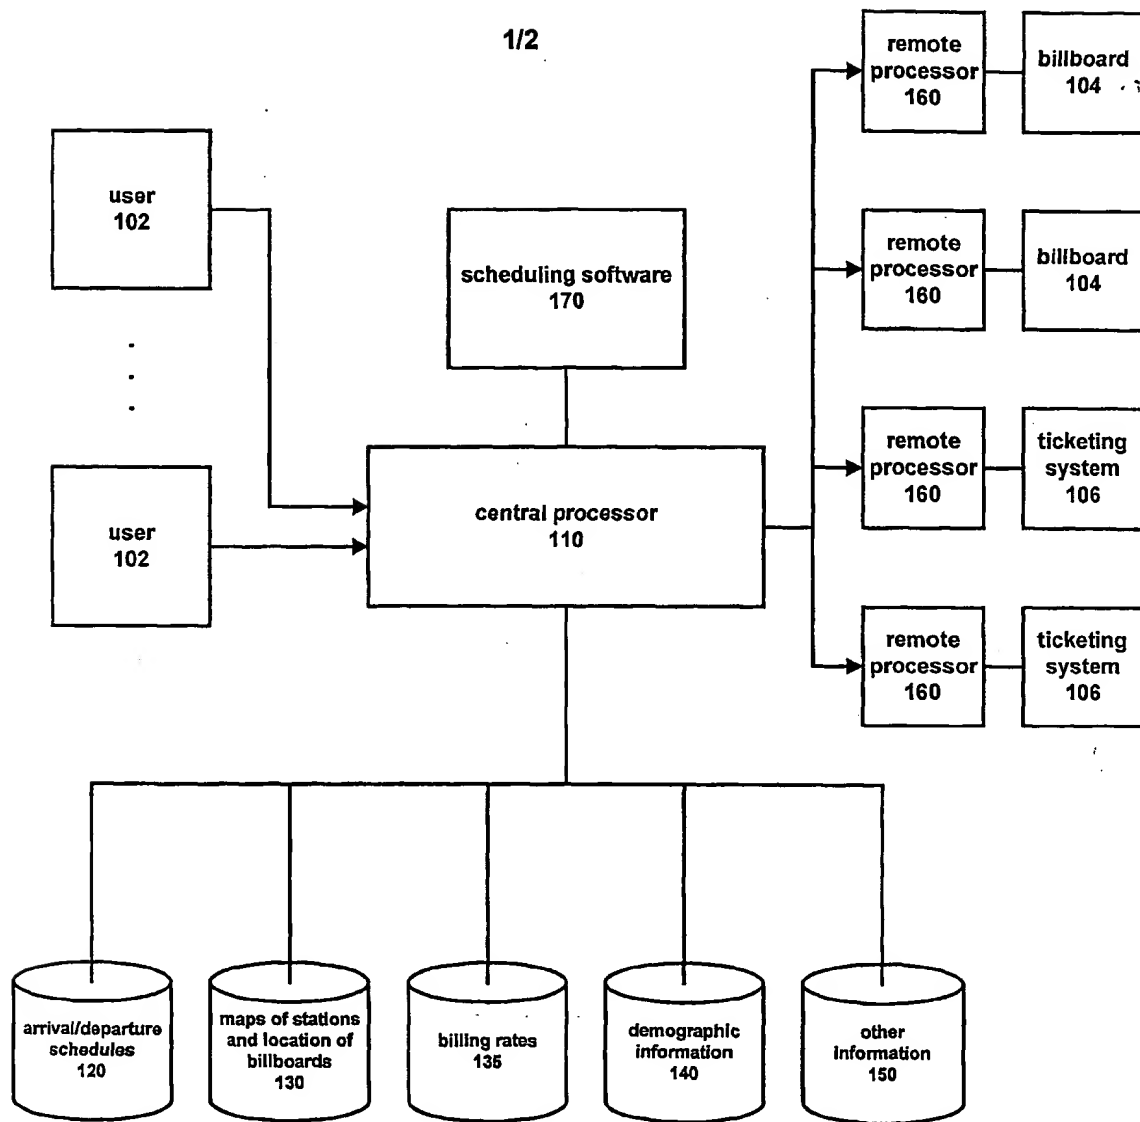 1/2
user
102
user
102
scheduling software
170
central processor
110
remote
processor
160
billboard
104
remote
processor
160
billboard
104
remote
processor
160
ticketing
system
106
remote
processor
160
ticketing
system
106
arrival/departure
schedules
120
maps of stations
and location of
billboards
130
billing rates
135
demographic
information
140
other
information
150